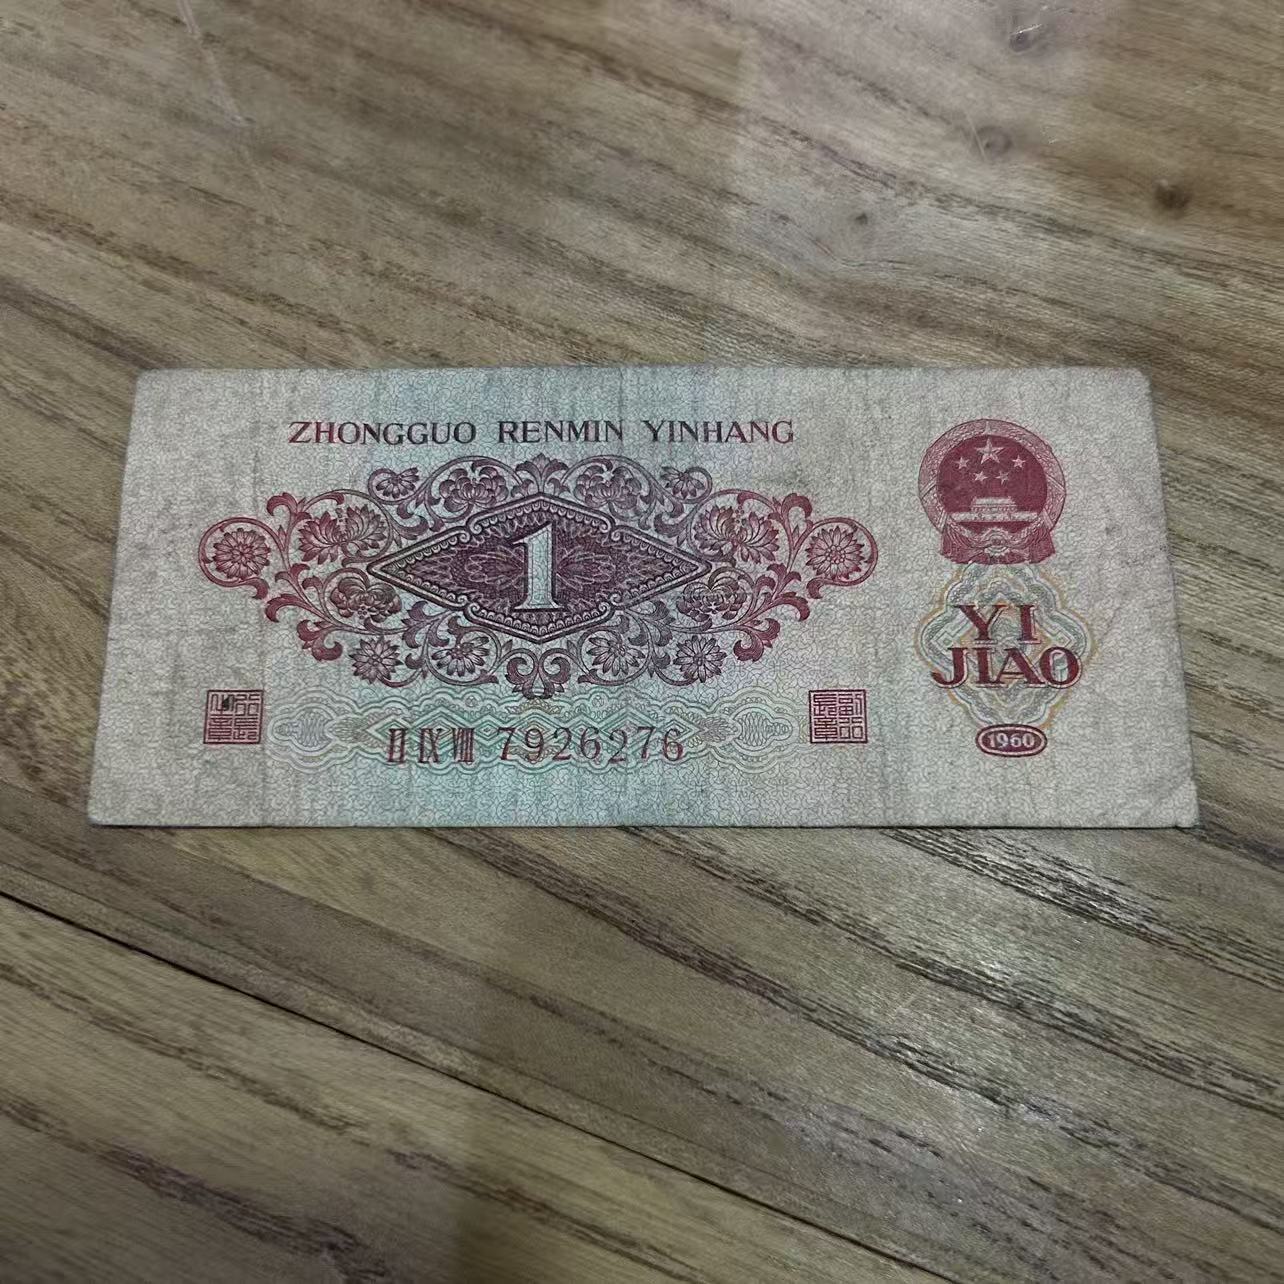 ZHONGGUO RENMIN YINHANG
1
YI
JIAO
II IX VIII 7926276
1960